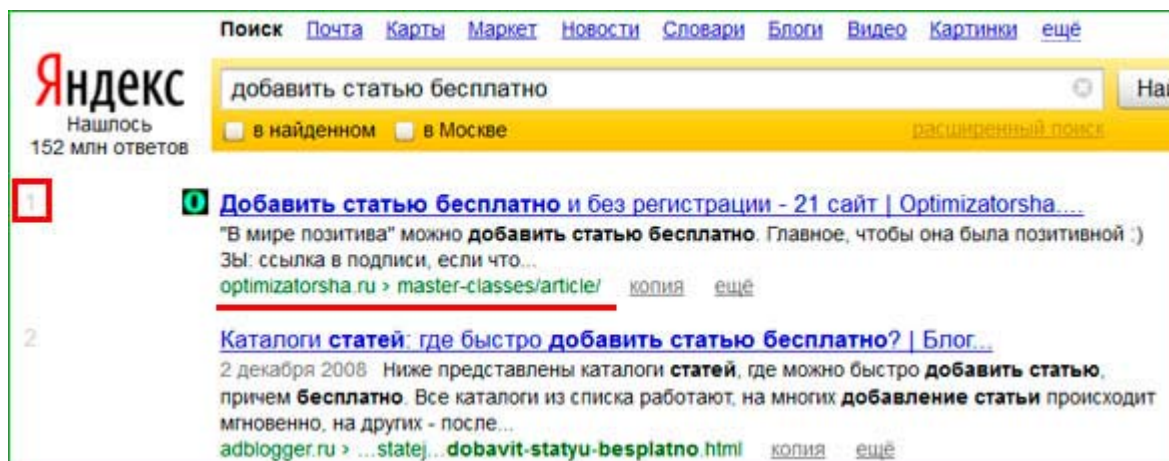 Поиск Почта Карты Маркет Новости Словари Блоги Видео Картинки ещё
Яндекс
Нашлось
152 млн ответов
добавить статью бесплатно
в найденном в Москве расширенный поиск
1
Добавить статью бесплатно и без регистрации - 21 сайт | Optimizatorsha....
"В мире позитива" можно добавить статью бесплатно. Главное, чтобы она была позитивной :)
ЗЫ: ссылка в подписи, если что...
optimizatorsha.ru › master-classes/article/ копия ещё
2
Каталоги статей: где быстро добавить статью бесплатно? | Блог...
2 декабря 2008 Ниже представлены каталоги статей, где можно быстро добавить статью,
причем бесплатно. Все каталоги из списка работают, на многих добавление статьи происходит
мгновенно, на других - после...
adblogger.ru › ...statej...dobavit-statyu-besplatno.html копия ещё